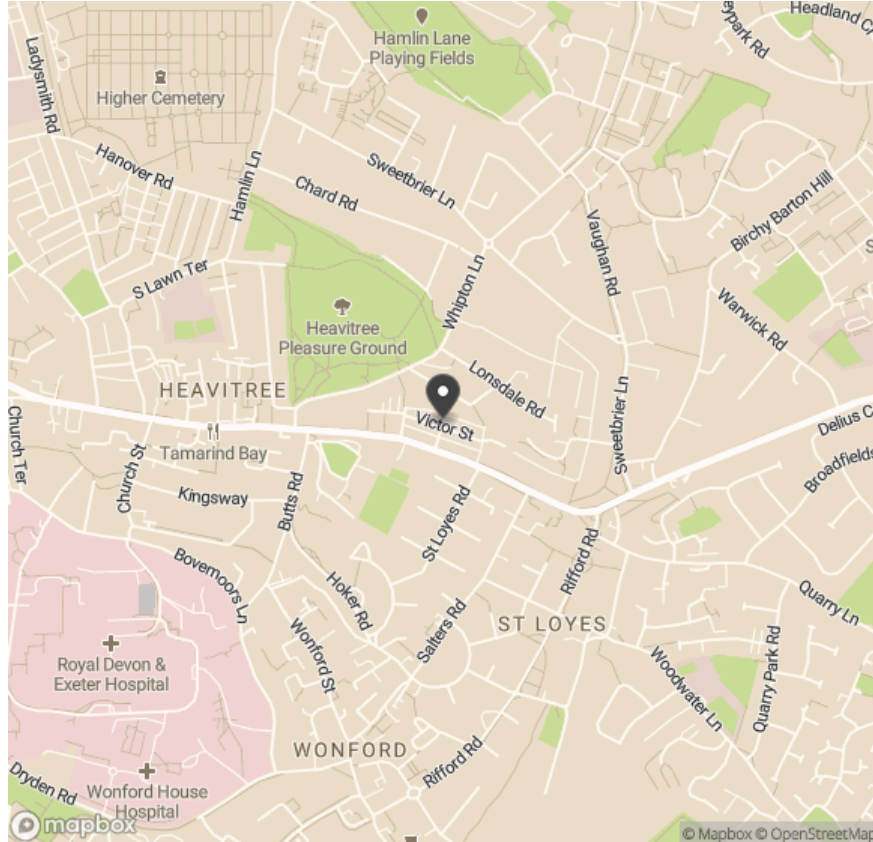 Hamlin Lane
Playing Fields
Headland
Ladysmith Rd
Higher Cemetery
Hanover Rd
Hamlin Ln
Sweetbrier Ln
Chard Rd
Vaughan Rd
Birchy Barton Hill
S Lawn Ter
Whipton Ln
Warwick Rd
Heavitree
Pleasure Ground
Lonsdale Rd
HEAVITREE
Victor St
Sweetbrier Ln
Delius
Church Ter
Church St
Tamarind Bay
Broadfields
Kingsway
Butts Rd
St Loyes Rd
Bovemoors Ln
Rifford Rd
Hoker Rd
Quarry Ln
Salters Rd
ST LOYES
Wonford St
Royal Devon &
Exeter Hospital
Woodwater Ln
Quarry Park Rd
WONFORD
Rifford Rd
Dryden Rd
Wonford House
Hospital
mapbox
© Mapbox © OpenStreetMap